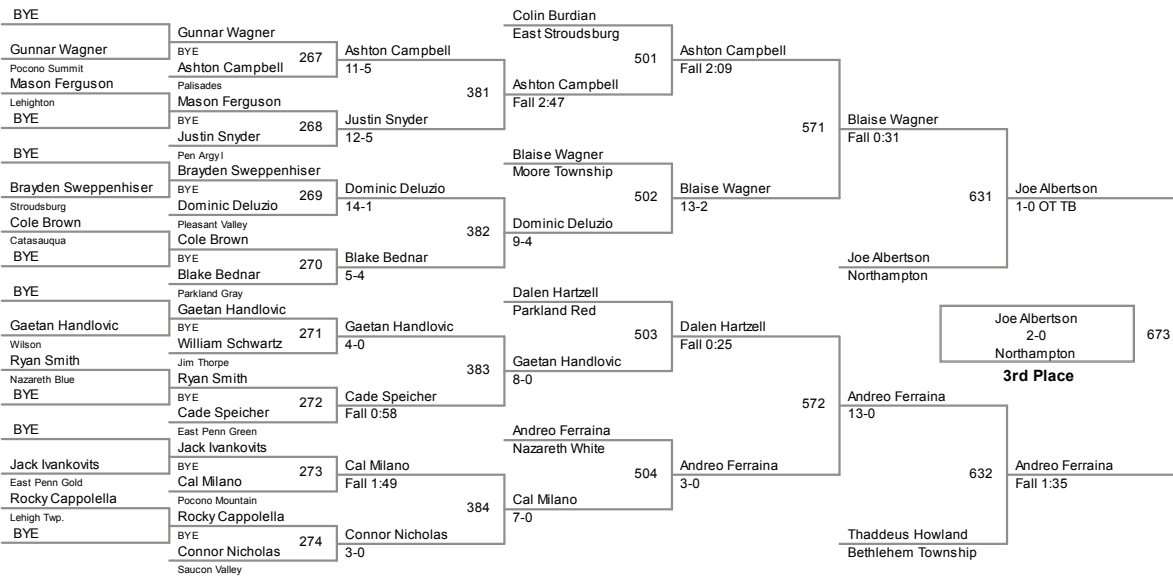 BYE
Gunnar Wagner
Pocono Summit
Mason Ferguson
Lehighton
BYE
BYE
Brayden Sweppenhiser
Stroudsburg
Cole Brown
Catasauqua
BYE
BYE
Gaetan Handlovic
Wilson
Ryan Smith
Nazareth Blue
BYE
BYE
Jack Ivankovits
East Penn Gold
Rocky Cappolella
Lehigh Twp.
BYE
Gunnar Wagner
BYE
267
Ashton Campbell
Palisades
Mason Ferguson
BYE
268
Justin Snyder
Pen Argyl
Brayden Sweppenhiser
BYE
269
Dominic Deluzio
Pleasant Valley
Cole Brown
BYE
270
Blake Bednar
Parkland Gray
Gaetan Handlovic
BYE
271
William Schwartz
Jim Thorpe
Ryan Smith
BYE
272
Cade Speicher
East Penn Green
Jack Ivankovits
BYE
273
Cal Milano
Pocono Mountain
Rocky Cappolella
BYE
274
Connor Nicholas
Saucon Valley
Ashton Campbell
11-5
381
Justin Snyder
12-5
Dominic Deluzio
14-1
382
Blake Bednar
5-4
Gaetan Handlovic
4-0
383
Cade Speicher
Fall 0:58
Cal Milano
Fall 1:49
384
Connor Nicholas
3-0
Colin Burdian
East Stroudsburg
501
Ashton Campbell
Fall 2:47
Blaise Wagner
Moore Township
502
Dominic Deluzio
9-4
Dalen Hartzell
Parkland Red
503
Gaetan Handlovic
8-0
Andreo Ferraina
Nazareth White
504
Cal Milano
7-0
Ashton Campbell
Fall 2:09
571
Blaise Wagner
13-2
Dalen Hartzell
Fall 0:25
572
Andreo Ferraina
3-0
Blaise Wagner
Fall 0:31
631
Joe Albertson
Northampton
Andreo Ferraina
13-0
632
Thaddeus Howland
Bethlehem Township
Joe Albertson
1-0 OT TB
Joe Albertson
2-0
Northampton
673
3rd Place
Andreo Ferraina
Fall 1:35